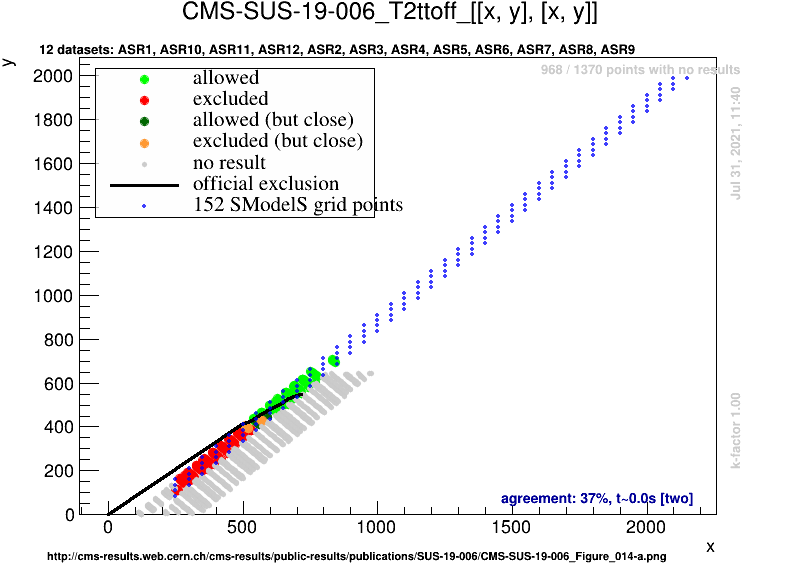 CMS-SUS-19-006_T2ttoff_[[x, y], [x, y]]
12 datasets: ASR1, ASR10, ASR11, ASR12, ASR2, ASR3, ASR4, ASR5, ASR6, ASR7, ASR8, ASR9
y
968 / 1370 points with no results
allowed
excluded
allowed (but close)
excluded (but close)
no result
official exclusion
152 SModelS grid points
Jul 31, 2021, 11:40
k-factor 1.00
2000
1800
1600
1400
1200
1000
800
600
400
200
0
agreement: 37%, t~0.0s [two]
0 500 1000 1500 2000
x
http://cms-results.web.cern.ch/cms-results/public-results/publications/SUS-19-006/CMS-SUS-19-006_Figure_014-a.png